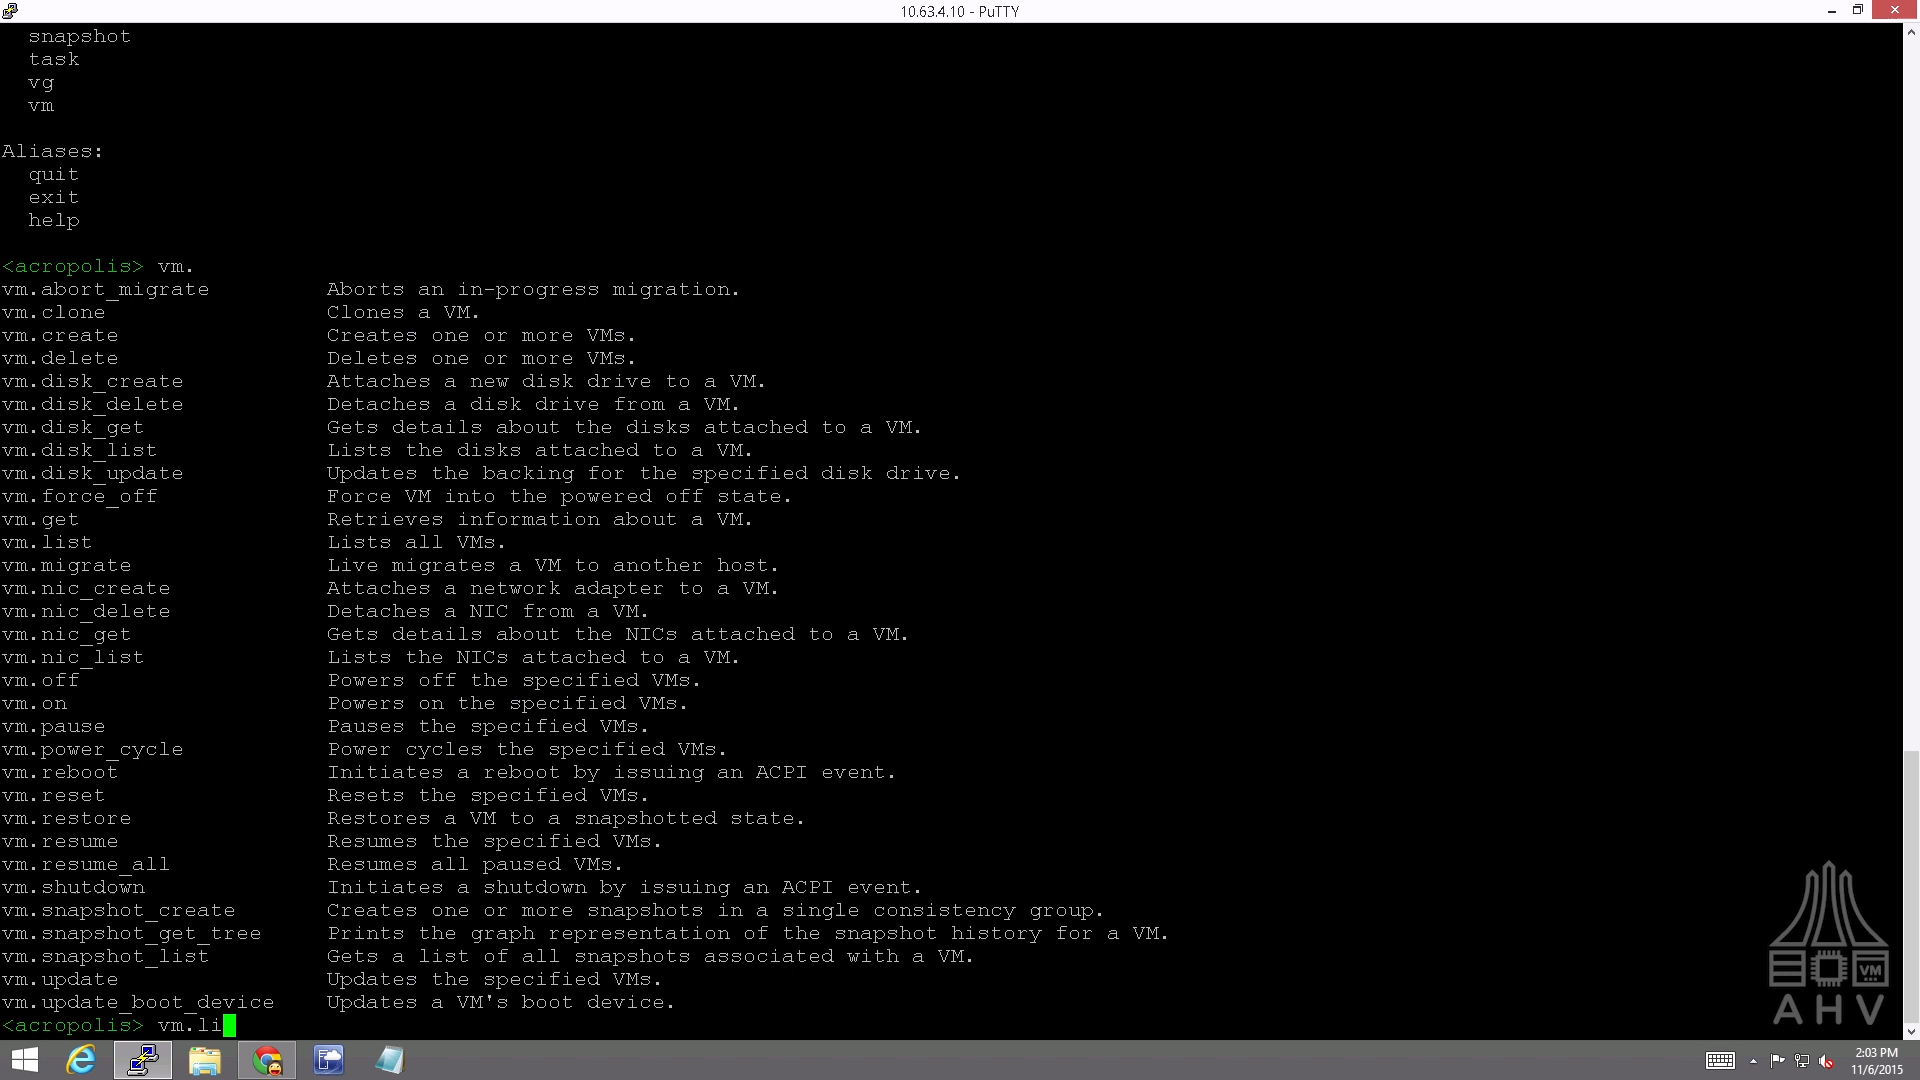 10.63.4.10 - PuTTY
snapshot
task
vg
vm
Aliases:
quit
exit
help
<acropolis> vm.
vm.abort_migrate Aborts an in-progress migration.
vm.clone Clones a VM.
vm.create Creates one or more VMs.
vm.delete Deletes one or more VMs.
vm.disk_create Attaches a new disk drive to a VM.
vm.disk_delete Detaches a disk drive from a VM.
vm.disk_get Gets details about the disks attached to a VM.
vm.disk_list Lists the disks attached to a VM.
vm.disk_update Updates the backing for the specified disk drive.
vm.force_off Force VM into the powered off state.
vm.get Retrieves information about a VM.
vm.list Lists all VMs.
vm.migrate Live migrates a VM to another host.
vm.nic_create Attaches a network adapter to a VM.
vm.nic_delete Detaches a NIC from a VM.
vm.nic_get Gets details about the NICs attached to a VM.
vm.nic_list Lists the NICs attached to a VM.
vm.off Powers off the specified VMs.
vm.on Powers on the specified VMs.
vm.pause Pauses the specified VMs.
vm.power_cycle Power cycles the specified VMs.
vm.reboot Initiates a reboot by issuing an ACPI event.
vm.reset Resets the specified VMs.
vm.restore Restores a VM to a snapshotted state.
vm.resume Resumes the specified VMs.
vm.resume_all Resumes all paused VMs.
vm.shutdown Initiates a shutdown by issuing an ACPI event.
vm.snapshot_create Creates one or more snapshots in a single consistency group.
vm.snapshot_get_tree Prints the graph representation of the snapshot history for a VM.
vm.snapshot_list Gets a list of all snapshots associated with a VM.
vm.update Updates the specified VMs.
vm.update_boot_device Updates a VM's boot device.
<acropolis> vm.li
VM
AHV
2:03 PM
11/6/2015